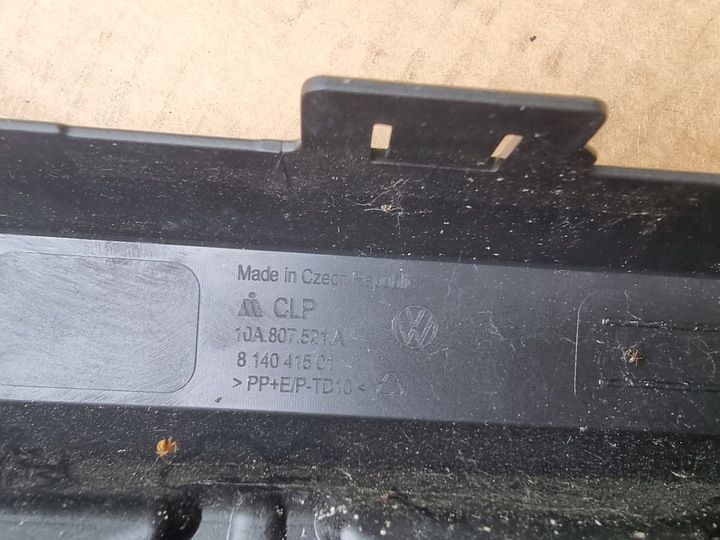 Made in Czech Republic
CLP
10A.807.521.A
8 140 415 01
> PP+E/P-TD10 <